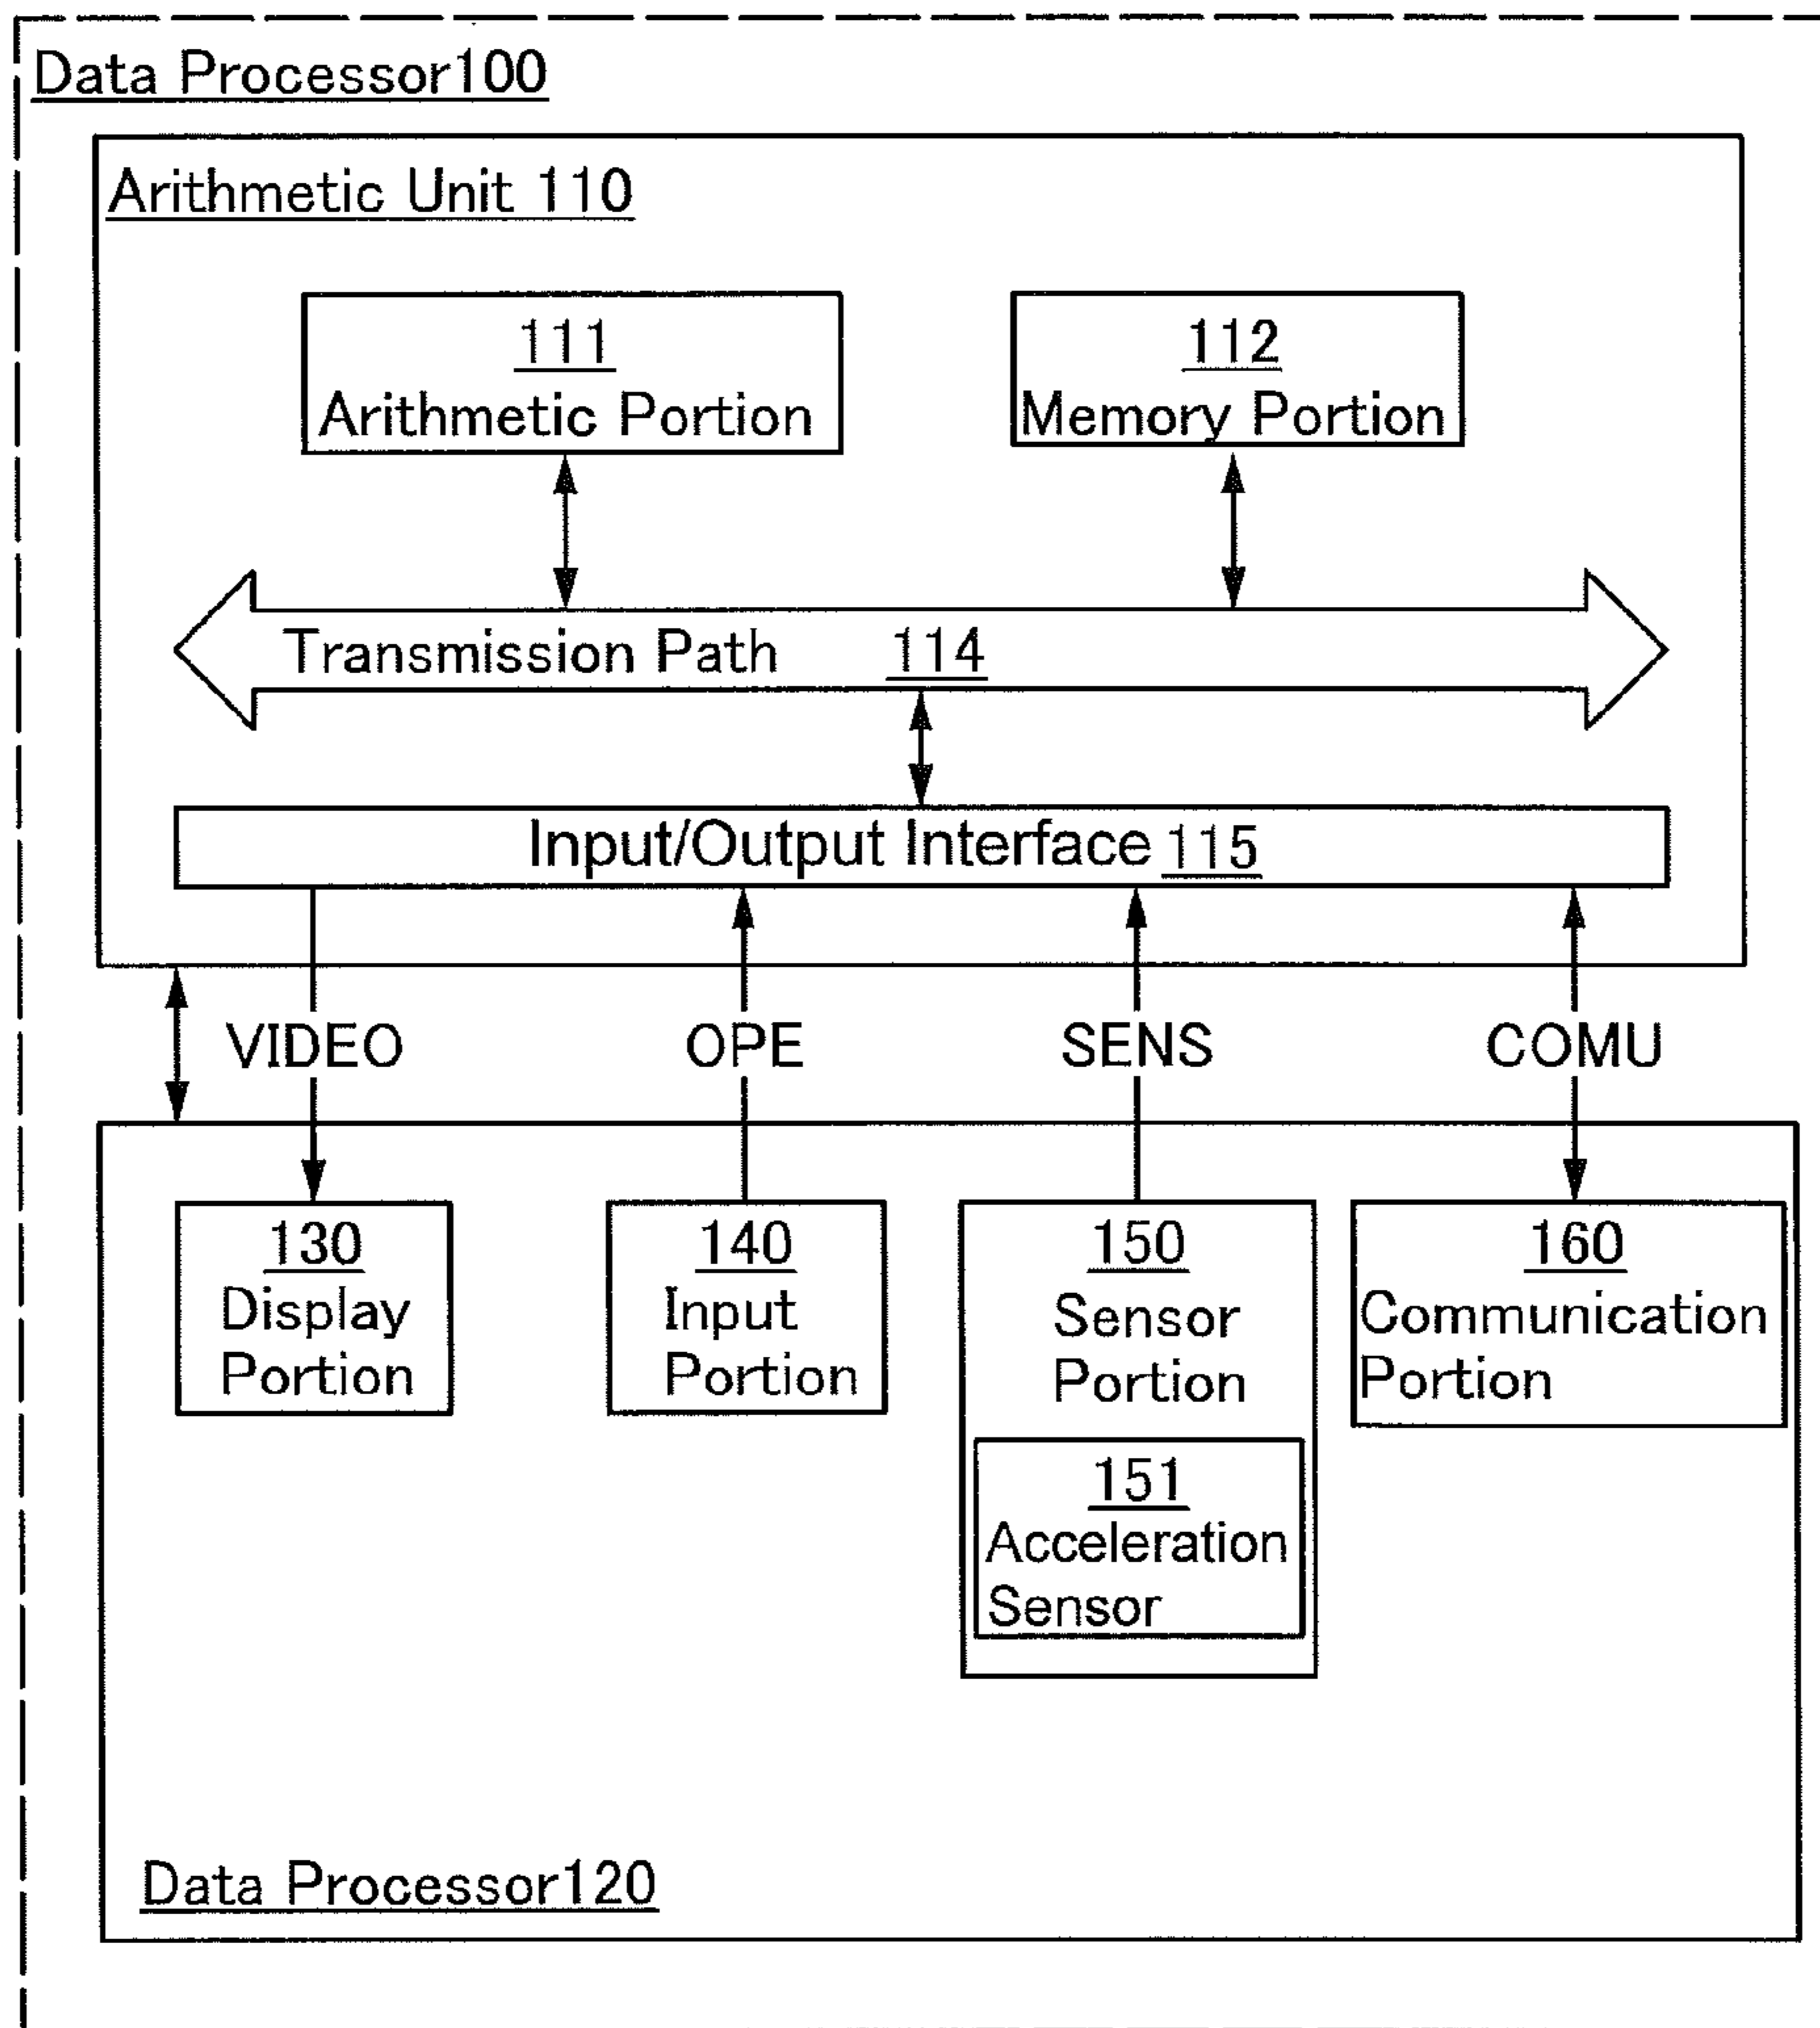 Data Processor100
Arithmetic Unit 110
111
Arithmetic Portion
112
Memory Portion
Transmission Path 114
Input/Output Interface 115
VIDEO
OPE
SENS
COMU
130
Display
Portion
140
Input
Portion
150
Sensor
Portion
151
Acceleration
Sensor
160
Communication
Portion
Data Processor120